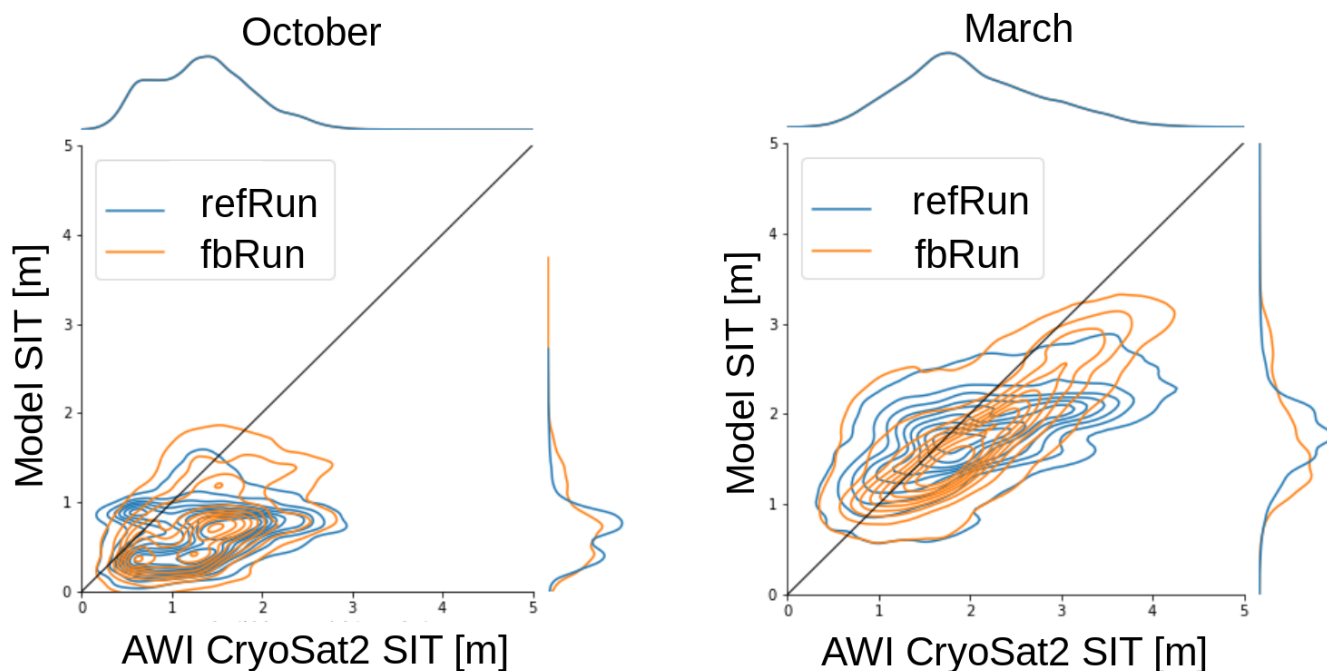 October
5
4
3
2
1
0
0 1 2 3 4 5
refRun
fbRun
Model SIT [m]
AWI CryoSat2 SIT [m]
March
5
4
3
2
1
0
0 1 2 3 4 5
refRun
fbRun
Model SIT [m]
AWI CryoSat2 SIT [m]